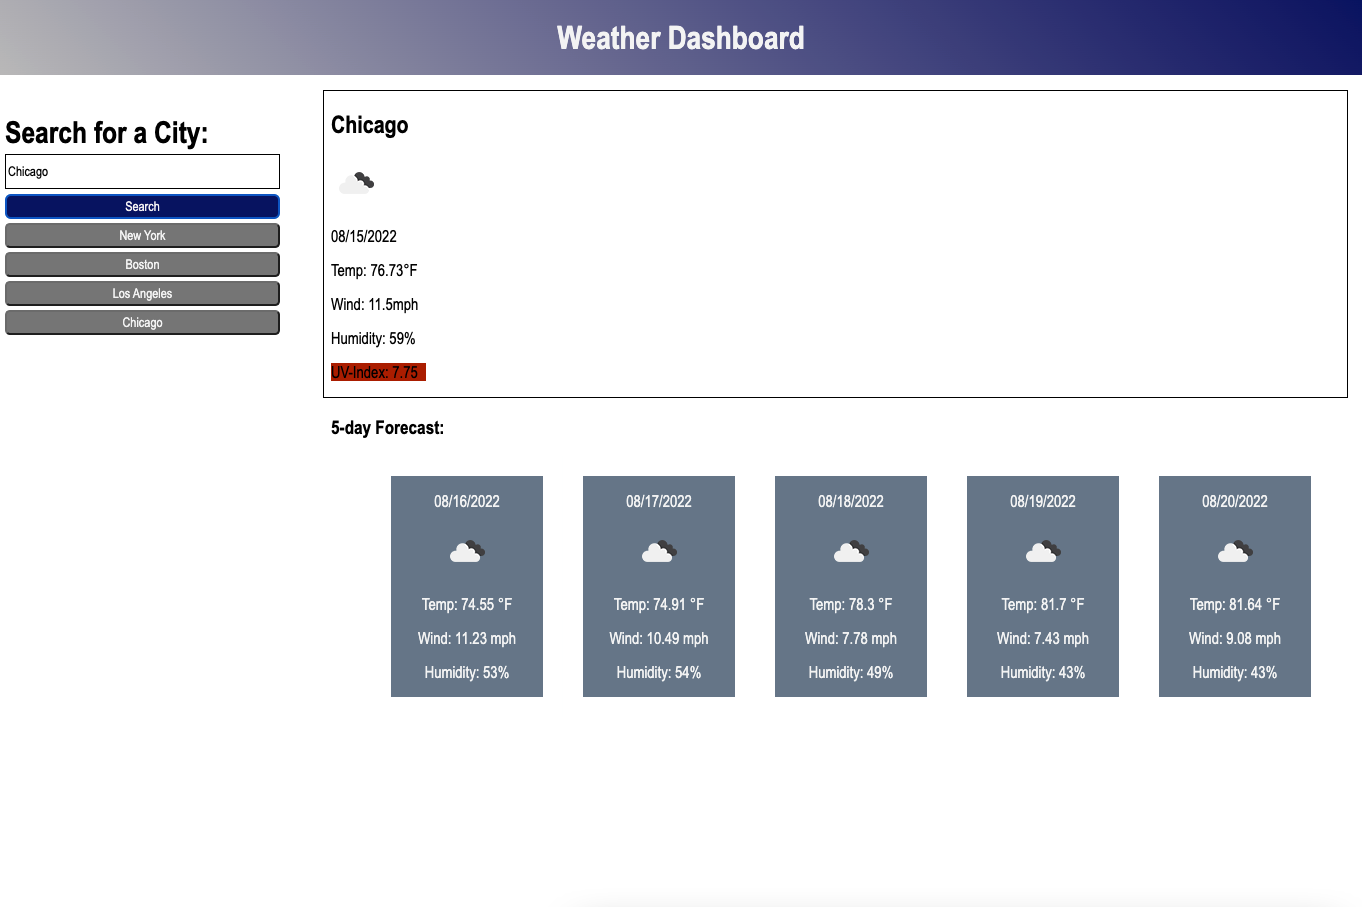 Weather Dashboard
Search for a City:
Chicago
Search
New York
Boston
Los Angeles
Chicago
Chicago
08/15/2022
Temp: 76.73°F
Wind: 11.5mph
Humidity: 59%
UV-Index: 7.75
5-day Forecast:
08/16/2022
Temp: 74.55 °F
Wind: 11.23 mph
Humidity: 53%
08/17/2022
Temp: 74.91 °F
Wind: 10.49 mph
Humidity: 54%
08/18/2022
Temp: 78.3 °F
Wind: 7.78 mph
Humidity: 49%
08/19/2022
Temp: 81.7 °F
Wind: 7.43 mph
Humidity: 43%
08/20/2022
Temp: 81.64 °F
Wind: 9.08 mph
Humidity: 43%